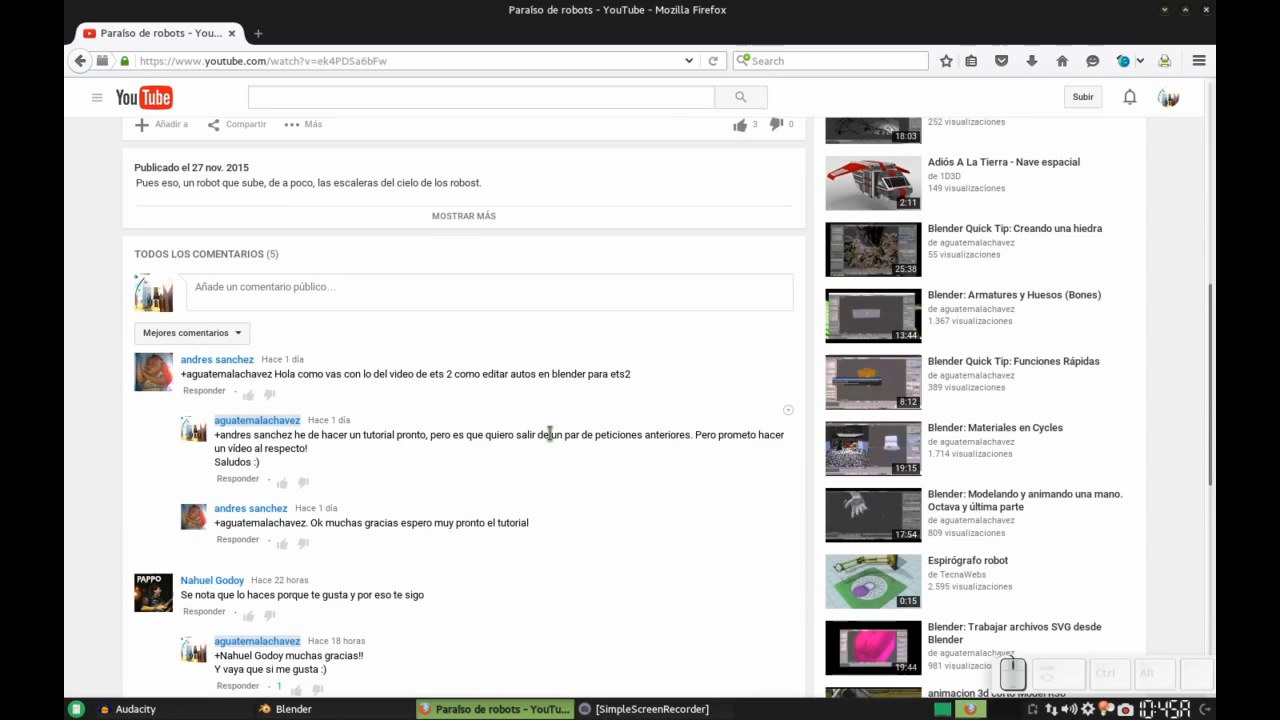 Paraíso de robots - YouTube - Mozilla Firefox
Paraíso de robots - You...
https://www.youtube.com/watch?v=ek4PDSa6bFw
Search
YouTube
Subir
Añadir a
Compartir
Más
3
0
Publicado el 27 nov. 2015
Pues eso, un robot que sube, de a poco, las escaleras del cielo de los robost.
MOSTRAR MÁS
TODOS LOS COMENTARIOS (5)
Añade un comentario público…
Mejores comentarios
andres sanchez Hace 1 día
+aguatemalachavez Hola como vas con lo del video de ets 2 como editar autos en blender para ets2
Responder ·
aguatemalachavez Hace 1 día
+andres sanchez he de hacer un tutorial pronto, pero es que quiero salir de un par de peticiones anteriores. Pero prometo hacer
un vídeo al respecto!
Saludos :)
Responder ·
andres sanchez Hace 1 día
+aguatemalachavez. Ok muchas gracias espero muy pronto el tutorial
Responder ·
Nahuel Godoy Hace 22 horas
Se nota que lo haces porque te gusta y por eso te sigo
Responder ·
PAPPO
aguatemalachavez Hace 18 horas
+Nahuel Godoy muchas gracias!!
Y vaya que si me gusta :)
Responder · 1
252 visualizaciones
18:03
Adiós A La Tierra - Nave espacial
de 1D3D
149 visualizaciones
2:11
Blender Quick Tip: Creando una hiedra
de aguatemalachavez
55 visualizaciones
25:38
Blender: Armatures y Huesos (Bones)
de aguatemalachavez
1.367 visualizaciones
13:44
Blender Quick Tip: Funciones Rápidas
de aguatemalachavez
389 visualizaciones
8:12
Blender: Materiales en Cycles
de aguatemalachavez
1.714 visualizaciones
19:15
Blender: Modelando y animando una mano.
Octava y última parte
de aguatemalachavez
809 visualizaciones
17:54
Espirógrafo robot
de TecnaWebs
2.595 visualizaciones
0:15
Blender: Trabajar archivos SVG desde
Blender
de aguatemalachavez
981 visualizacio
19:44
Ctrl
Alt
Audacity
Blender
Paraíso de robots - YouTu...
[SimpleScreenRecorder]
10:458